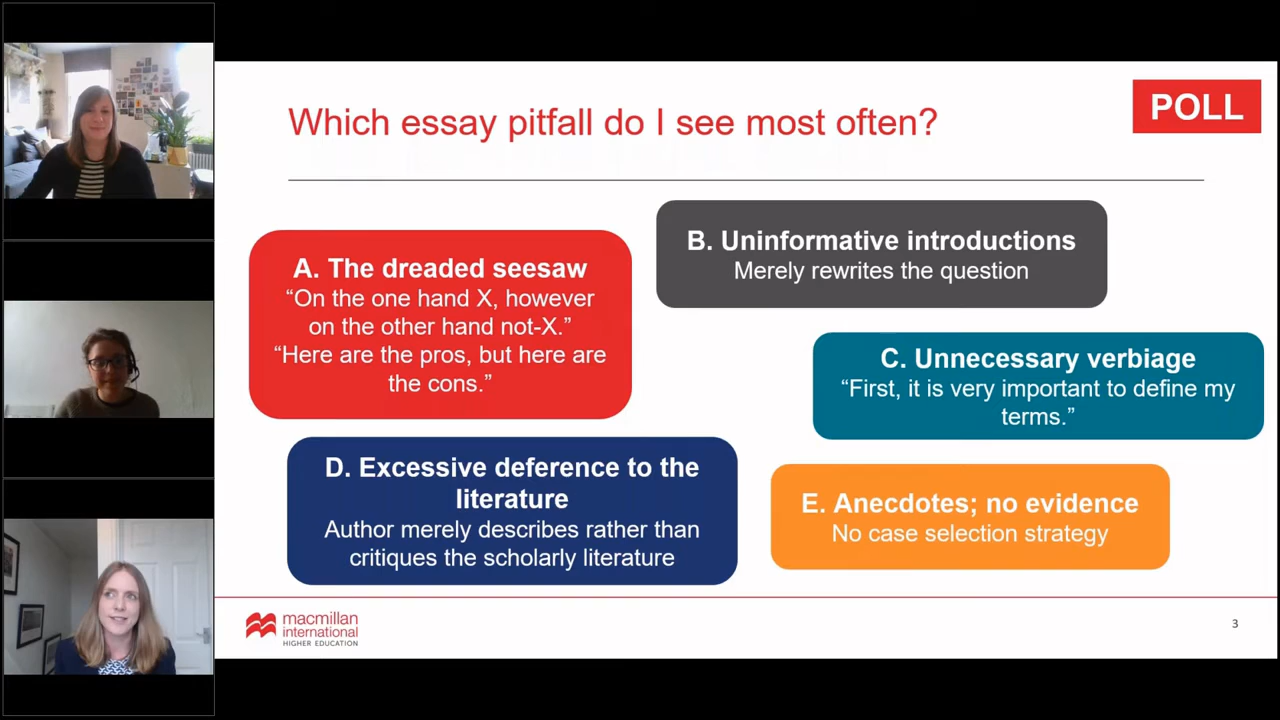 Which essay pitfall do I see most often?
POLL
A. The dreaded seesaw
“On the one hand X, however
on the other hand not-X.”
“Here are the pros, but here are
the cons.”
B. Uninformative introductions
Merely rewrites the question
C. Unnecessary verbiage
“First, it is very important to define my
terms.”
D. Excessive deference to the
literature
Author merely describes rather than
critiques the scholarly literature
E. Anecdotes; no evidence
No case selection strategy
macmillan
international
HIGHER EDUCATION
3